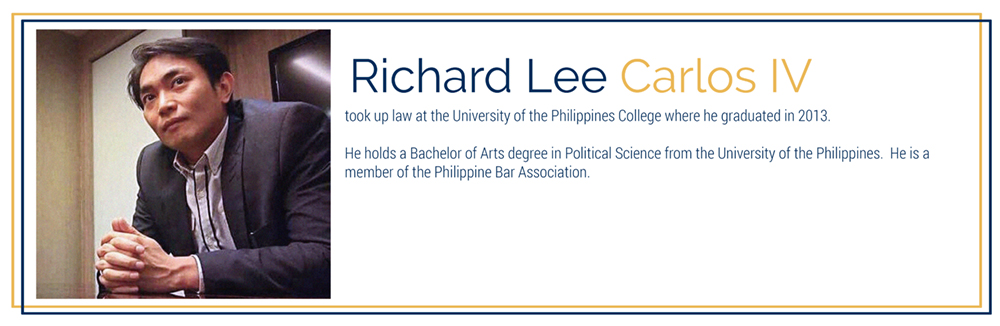 Richard Lee Carlos IV
took up law at the University of the Philippines College where he graduated in 2013.
He holds a Bachelor of Arts degree in Political Science from the University of the Philippines.  He is a
member of the Philippine Bar Association.